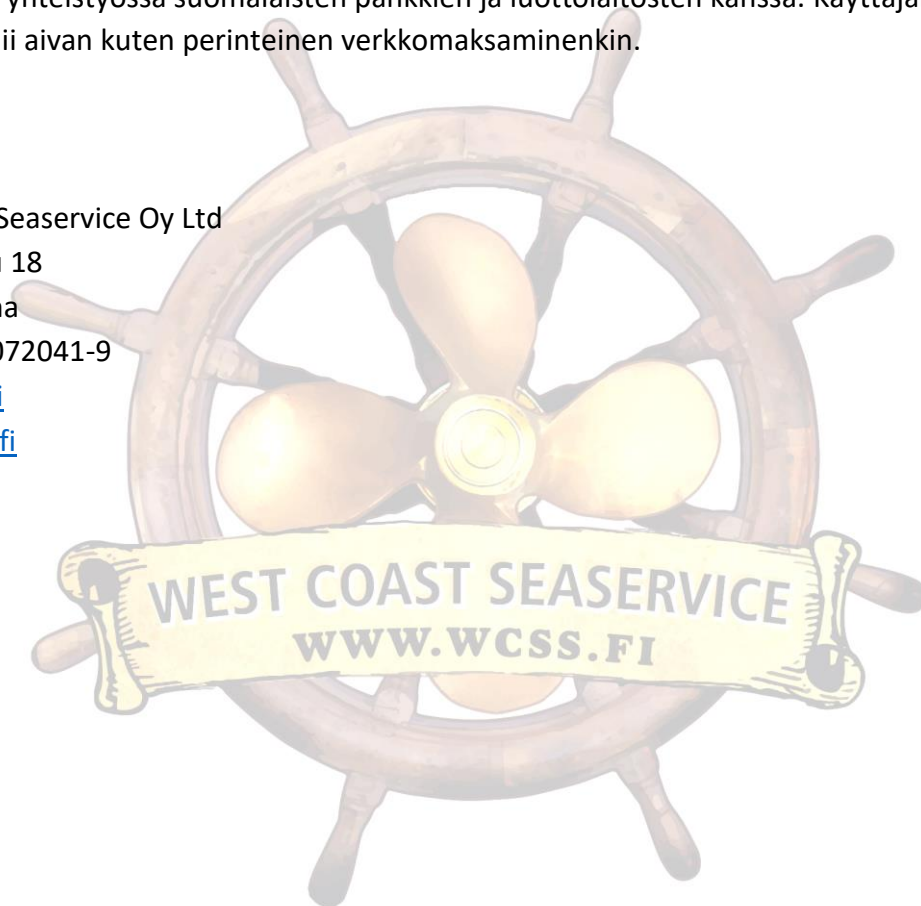 yhteistyössä suomalaisten pankkien ja luottolaitosten kanssa. Käyttäjä
ii aivan kuten perinteinen verkkomaksaminenkin.
Seaservice Oy Ltd
18
072041-9
i
fi
WEST COAST SEASERVICE
WWW.WCSS.FI